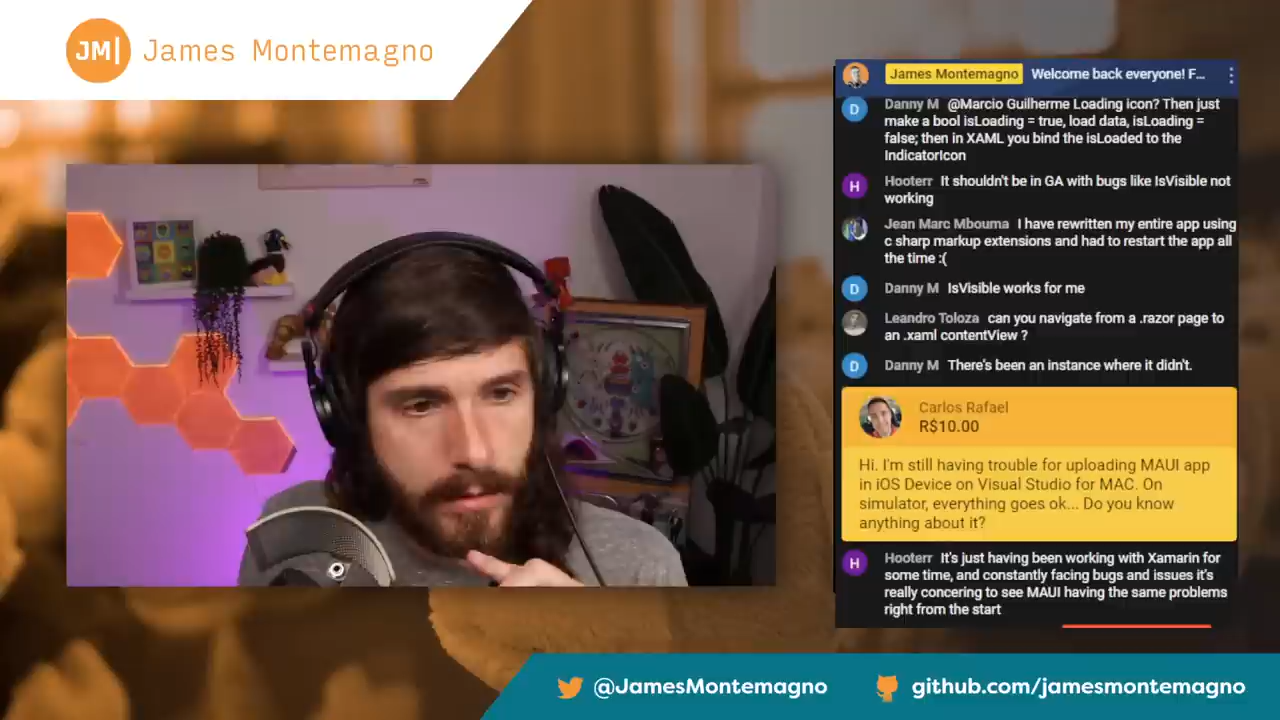 JM|
James Montemagno
James Montemagno Welcome back everyone! F...
D
Danny M @Marcio Guilherme Loading icon? Then just
make a bool isLoading = true, load data, isLoading =
false; then in XAML you bind the isLoaded to the
IndicatorIcon
H
Hooterr It shouldn't be in GA with bugs like IsVisible not
working
Jean Marc Mbouma I have rewritten my entire app using
c sharp markup extensions and had to restart the app all
the time :(
D
Danny M IsVisible works for me
Leandro Toloza can you navigate from a .razor page to
an .xaml contentView ?
D
Danny M There's been an instance where it didn't.
Carlos Rafael
R$10.00
Hi. I'm still having trouble for uploading MAUI app
in iOS Device on Visual Studio for MAC. On
simulator, everything goes ok... Do you know
anything about it?
H
Hooterr It's just having been working with Xamarin for
some time, and constantly facing bugs and issues it's
really concering to see MAUI having the same problems
right from the start
@JamesMontemagno
github.com/jamesmontemagno